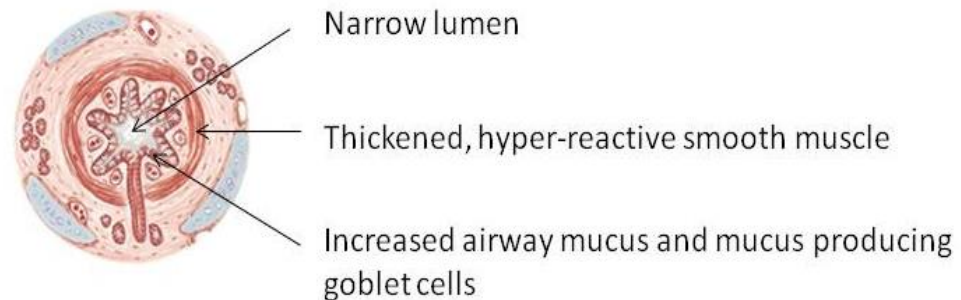 Narrow lumen
Thickened, hyper-reactive smooth muscle
Increased airway mucus and mucus producing
goblet cells